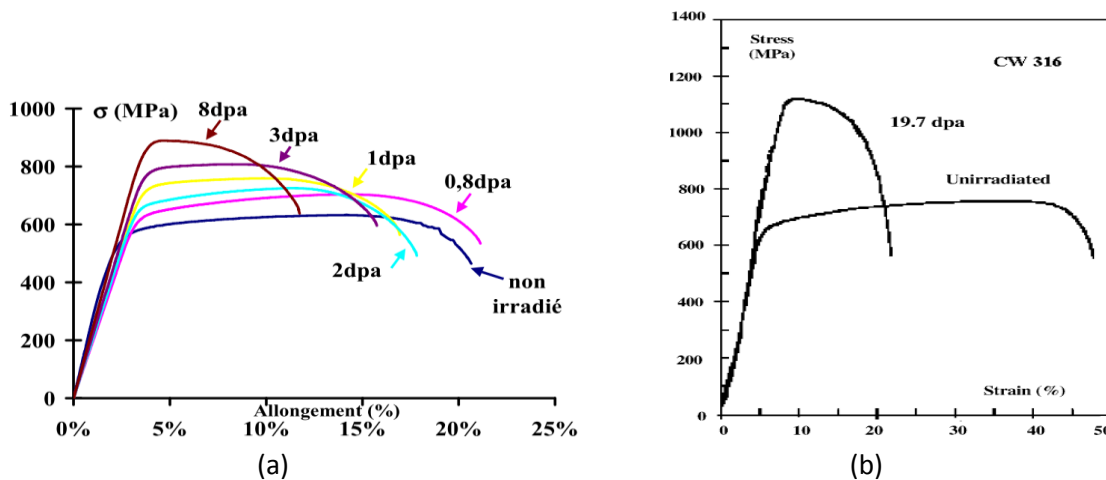 1000
800
600
400
200
0
σ (MPa)
8dpa
3dpa
1dpa
0,8dpa
2dpa
non
irradié
Allongement (%)
0%
5%
10%
15%
20%
25%
(a)
1400
1200
1000
800
600
400
200
0
Stress
(MPa)
CW 316
19.7 dpa
Unirradiated
Strain (%)
0
10
20
30
40
50
(b)